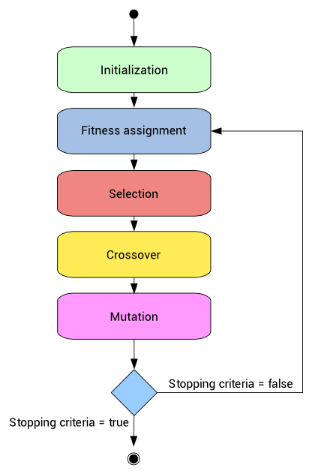 Initialization
Fitness assignment
Selection
Crossover
Mutation
Stopping criteria = false
Stopping criteria = true